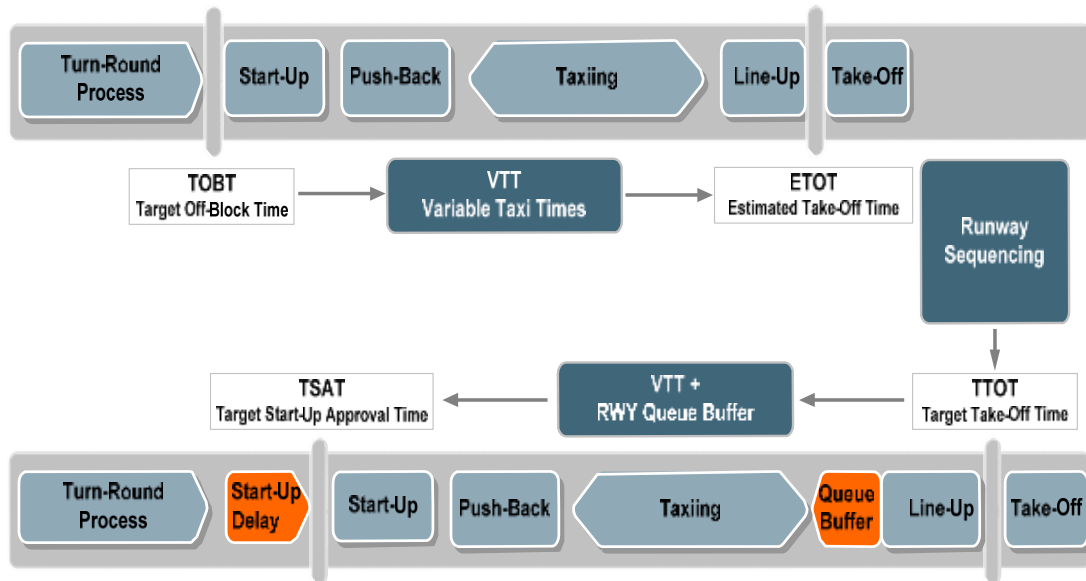 Turn-Round
Process
Start-Up
Push-Back
Taxiing
Line-Up
Take-Off
TOBT
Target Off-Block Time
VTT
Variable Taxi Times
ETOT
Estimated Take-Off Time
Runway
Sequencing
TSAT
Target Start-Up Approval Time
VTT +
RWY Queue Buffer
TTOT
Target Take-Off Time
Turn-Round
Process
Start-Up
Delay
Start-Up
Push-Back
Taxiing
Queue
Buffer
Line-Up
Take-Off